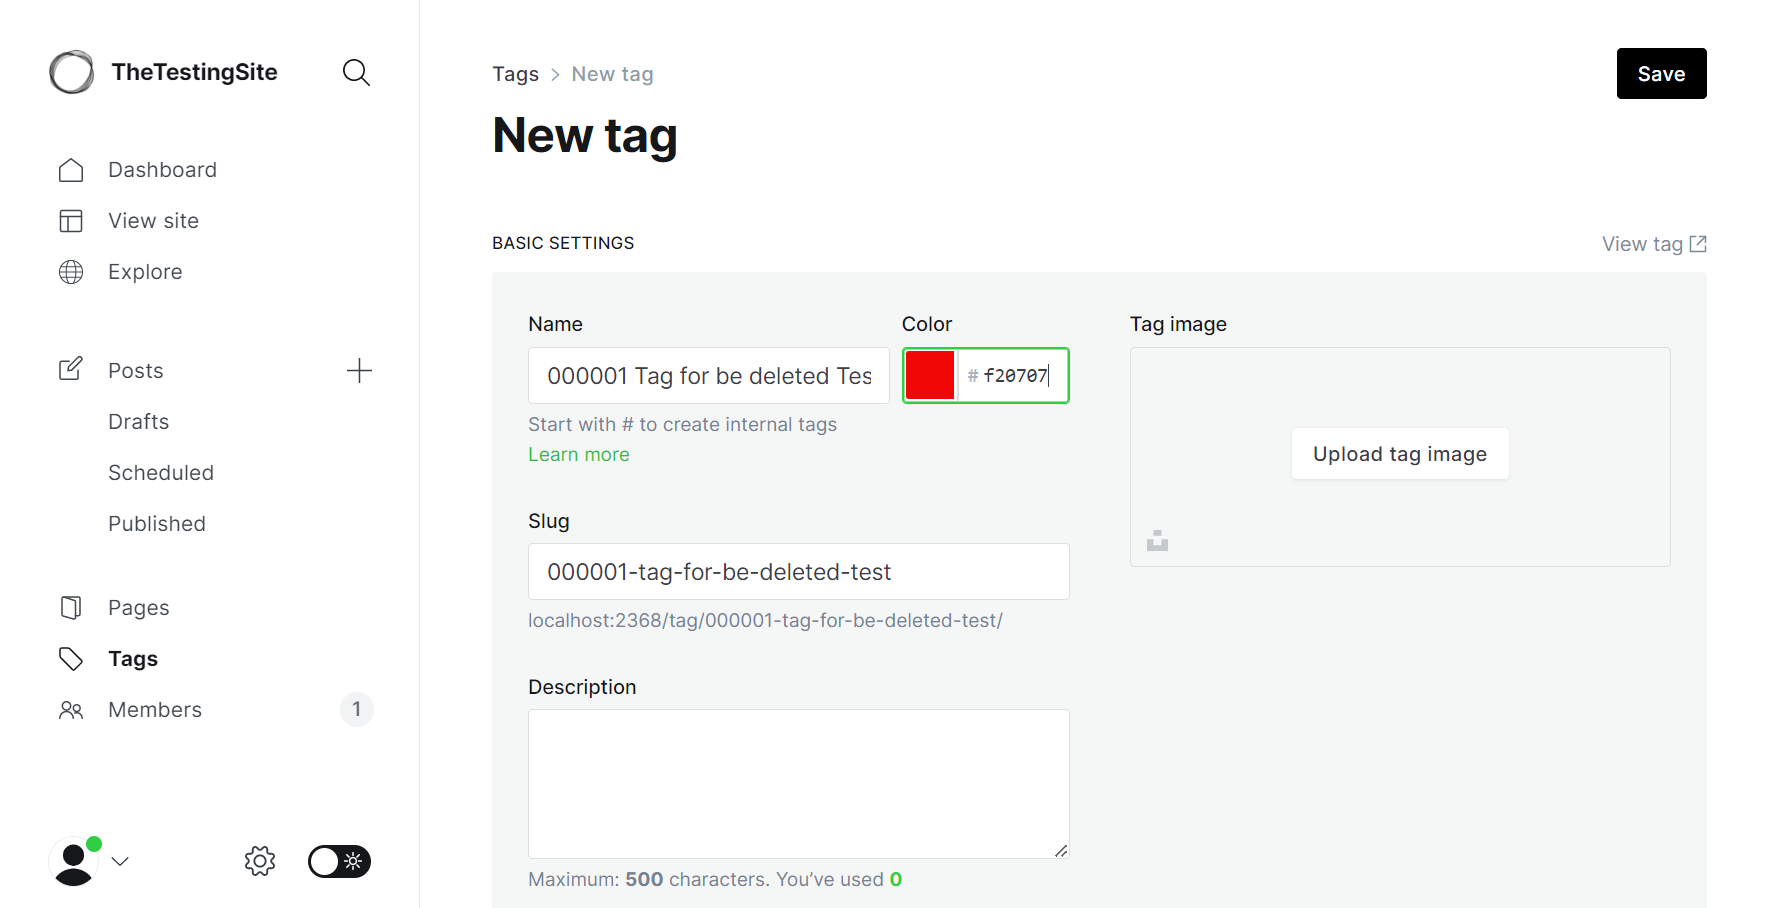 TheTestingSite
Dashboard
View site
Explore
Posts
Drafts
Scheduled
Published
Pages
Tags
Members 1
Tags > New tag
Save
New tag
BASIC SETTINGS
View tag
Name
000001 Tag for be deleted Tes
Start with # to create internal tags
Learn more
Color
# f20707
Slug
000001-tag-for-be-deleted-test
localhost:2368/tag/000001-tag-for-be-deleted-test/
Description
Maximum: 500 characters. You’ve used 0
Tag image
Upload tag image